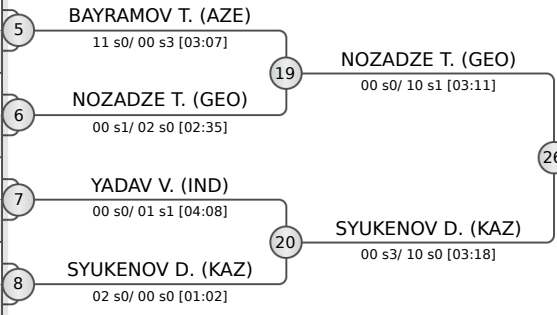 5
BAYRAMOV T. (AZE)
11 s0/ 00 s3 [03:07]
19
NOZADZE T. (GEO)
00 s0/ 10 s1 [03:11]
6
NOZADZE T. (GEO)
00 s1/ 02 s0 [02:35]
26
7
YADAV V. (IND)
00 s0/ 01 s1 [04:08]
20
SYUKENOV D. (KAZ)
00 s3/ 10 s0 [03:18]
8
SYUKENOV D. (KAZ)
02 s0/ 00 s0 [01:02]